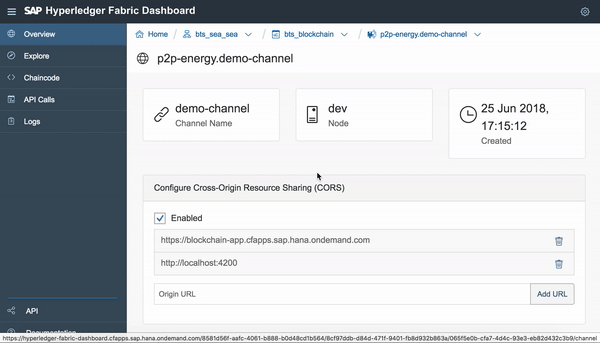 SAP Hyperledger Fabric Dashboard
Overview
Explore
Chaincode
API Calls
Logs
API
Documentation
Home / bts_sea_sea / bts_blockchain / p2p-energy.demo-channel
p2p-energy.demo-channel
demo-channel
Channel Name
dev
Node
25 Jun 2018,
17:15:12
Created
Configure Cross-Origin Resource Sharing (CORS)
Enabled
https://blockchain-app.cfapps.sap.hana.ondemand.com
http://localhost:4200
Origin URL
Add URL
https://hyperledger-fabric-dashboard.cfapps.sap.hana.ondemand.com/8581d56f-aafc-4061-b888-b0d48cd1b564/8cf97ddb-d84d-471f-9401-fb8d932b863a/065f5e0b-cfa7-4d4c-93e3-eb82d432c3b9/channel